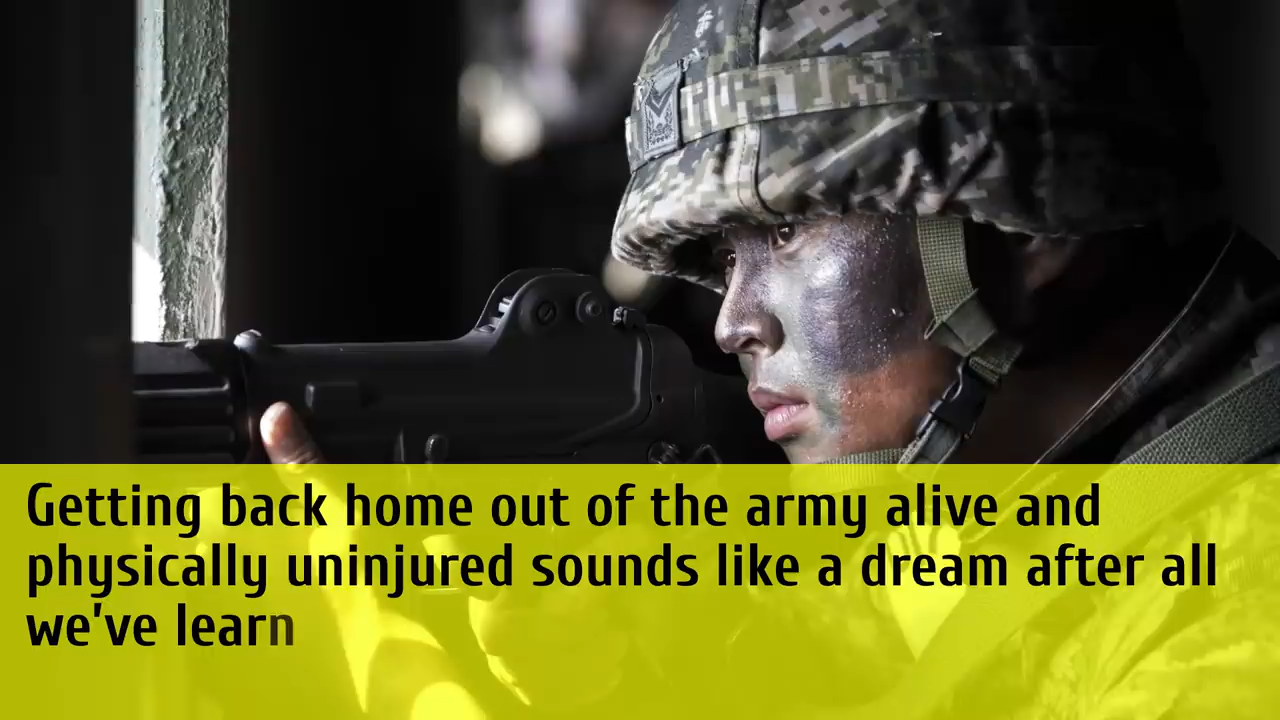 Getting back home out of the army alive and
physically uninjured sounds like a dream after all
we've learn